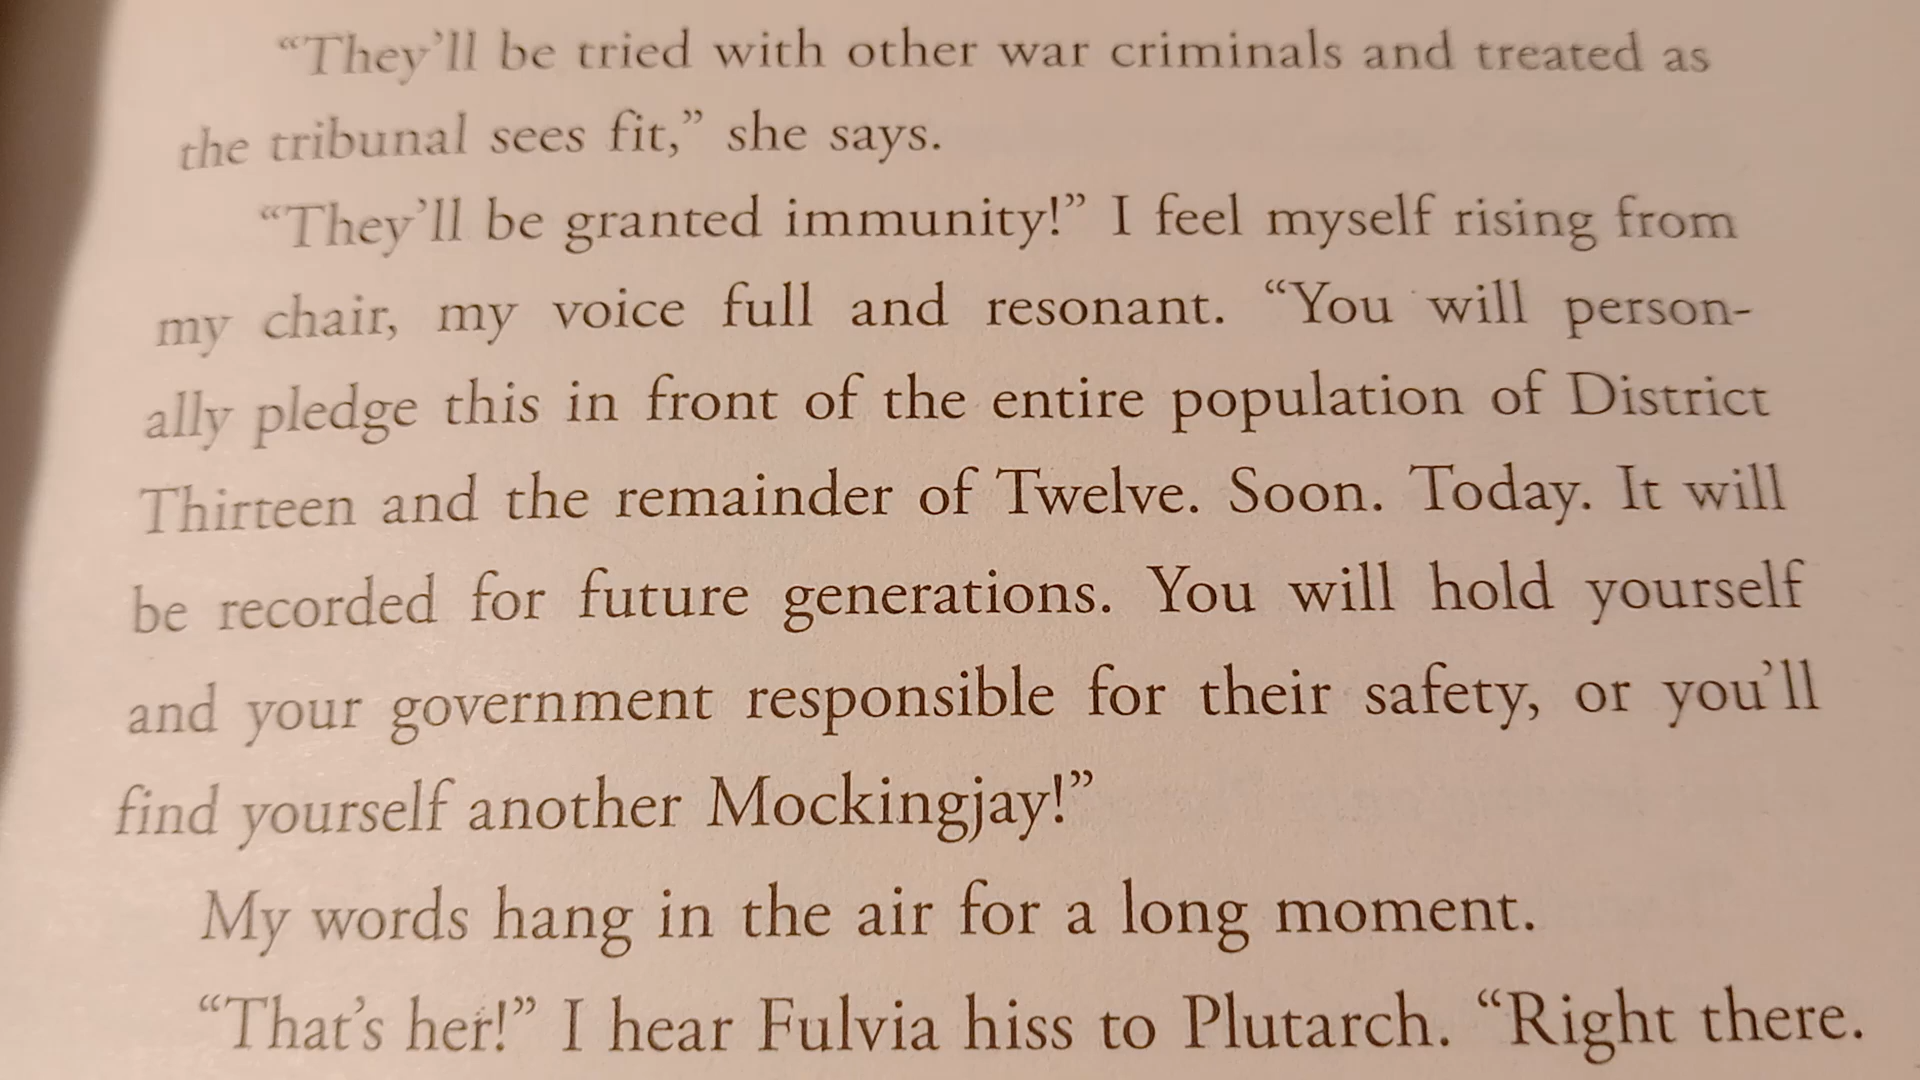 “They’ll be tried with other war criminals and treated as
the tribunal sees fit,” she says.
“They’ll be granted immunity!” I feel myself rising from
my chair, my voice full and resonant. “You will person-
ally pledge this in front of the entire population of District
Thirteen and the remainder of Twelve. Soon. Today. It will
be recorded for future generations. You will hold yourself
and your government responsible for their safety, or you’ll
find yourself another Mockingjay!”
My words hang in the air for a long moment.
“That’s her!” I hear Fulvia hiss to Plutarch. “Right there.